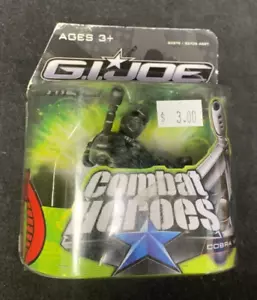 AGES 3+
G.I.JOE
$ 3.00
Combat
Heroes
COBRA